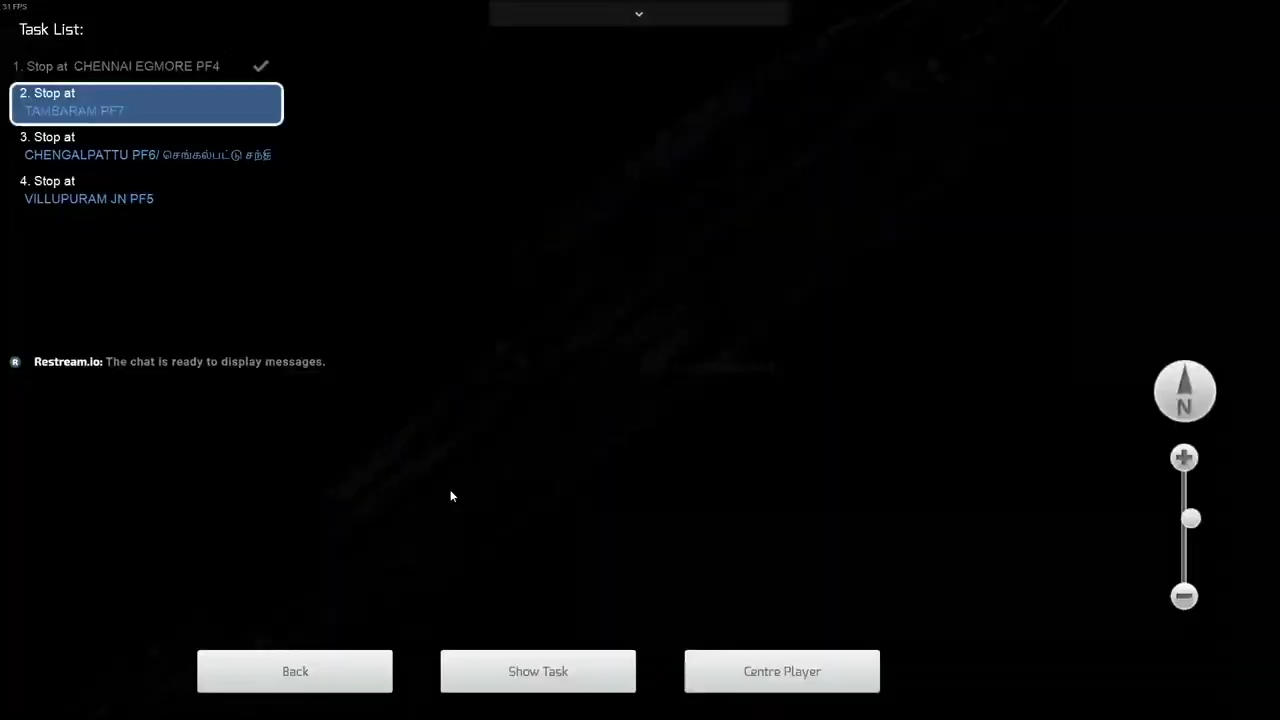 51 FPS
Task List:
1. Stop at CHENNAI EGMORE PF4
2. Stop at
TAMBARAM PF7
3. Stop at
CHENGALPATTU PF6/ செங்கல்பட்டு
4. Stop at
VILLUPURAM JN PF5
R Restream.io: The chat is ready to display messages.
N
Back
Show Task
Centre Player